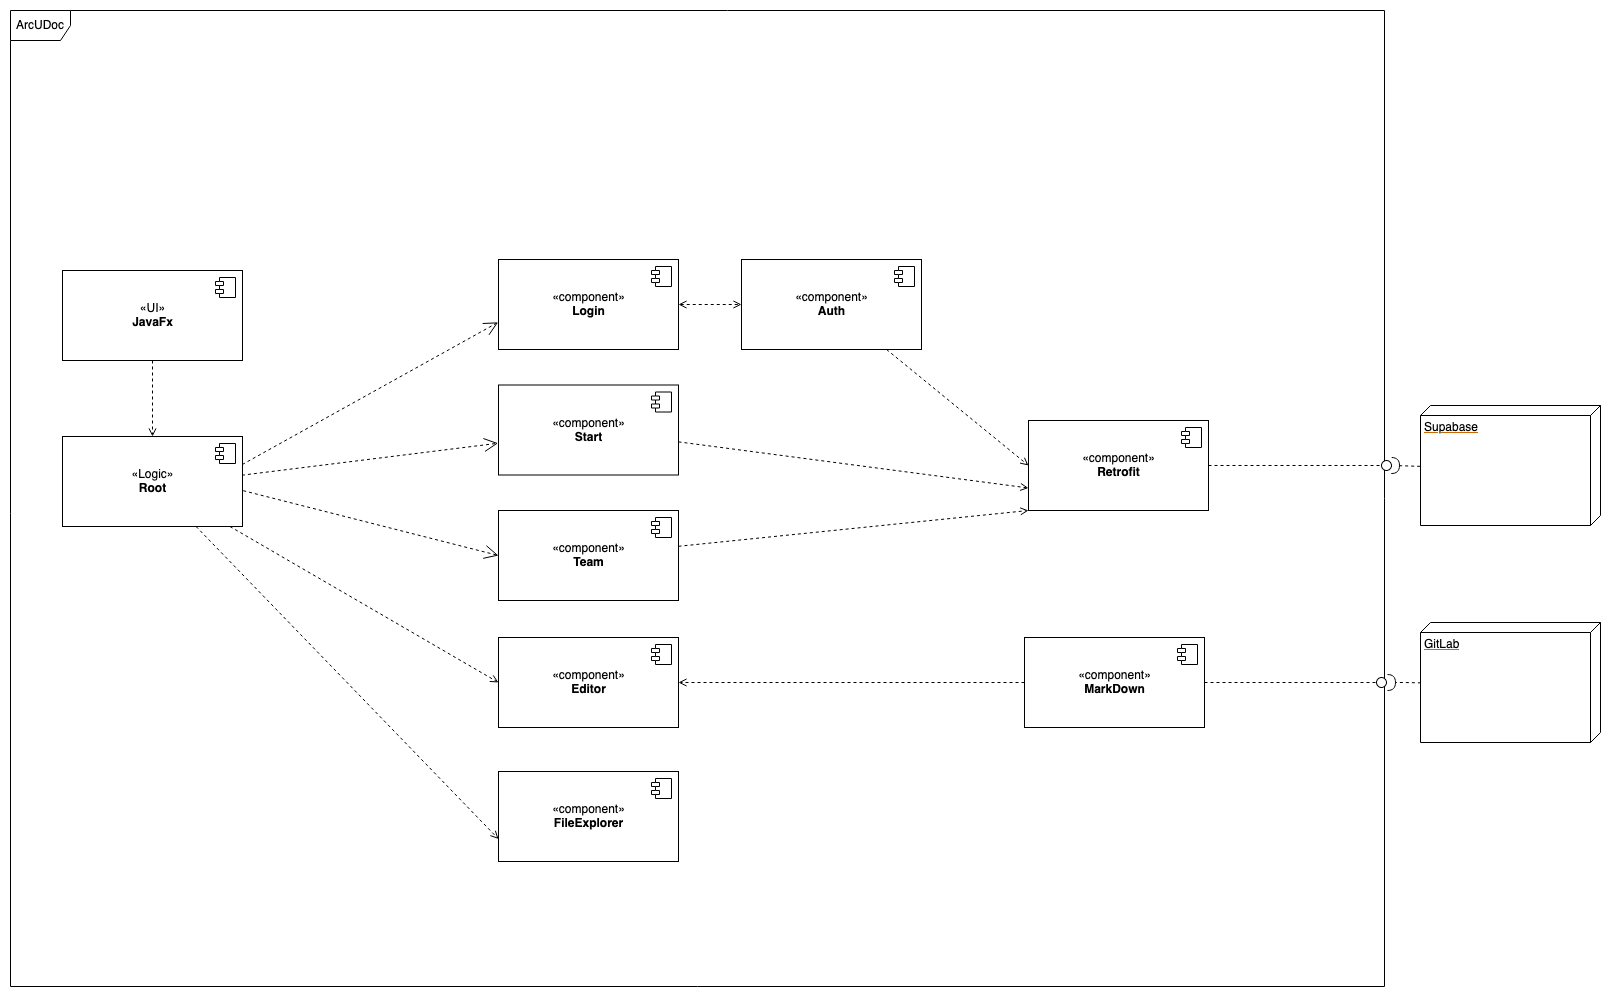 ArcUDoc
«UI»
JavaFx
«Logic»
Root
«component»
Login
«component»
Auth
«component»
Start
«component»
Team
«component»
Retrofit
Supabase
«component»
Editor
«component»
MarkDown
GitLab
«component»
FileExplorer